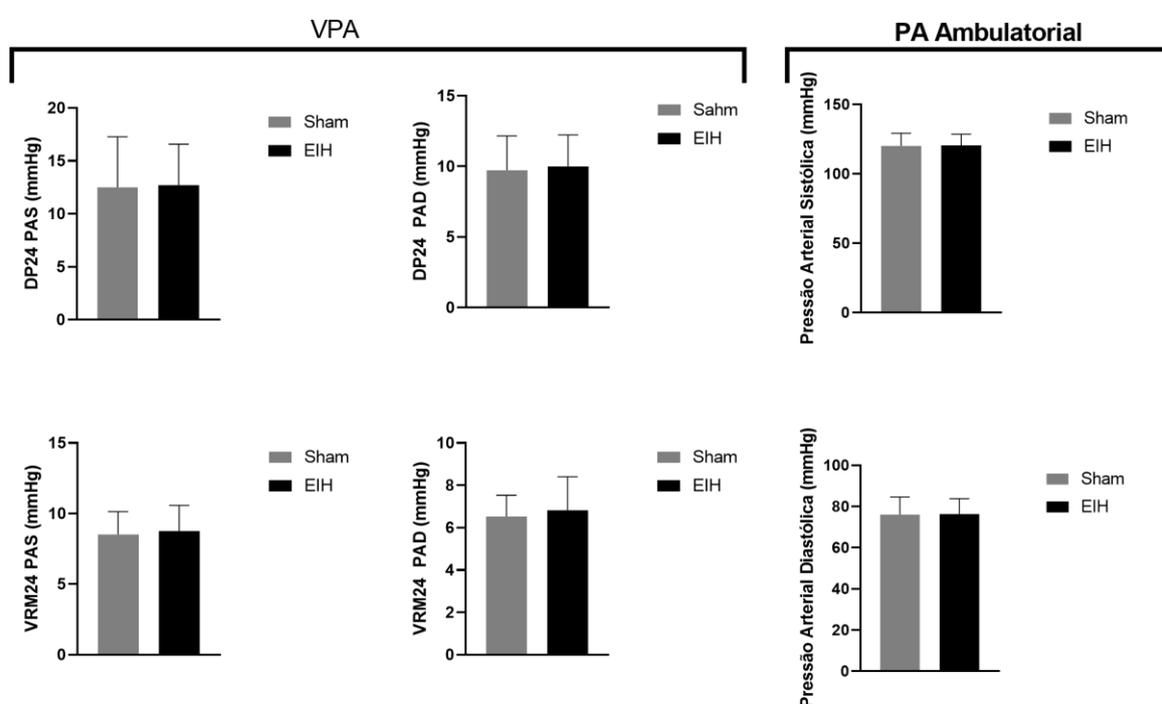 VPA
PA Ambulatorial
DP24 PAS (mmHg)
20
15
10
5
0
Sham
EIH
DP24 PAD (mmHg)
15
10
5
0
Sahm
EIH
Pressão Arterial Sistólica (mmHg)
150
100
50
0
Sham
EIH
VRM24 PAS (mmHg)
15
10
5
0
Sham
EIH
VRM24 PAD (mmHg)
10
8
6
4
2
0
Sham
EIH
Pressão Arterial Diastólica (mmHg)
100
80
60
40
20
0
Sham
EIH